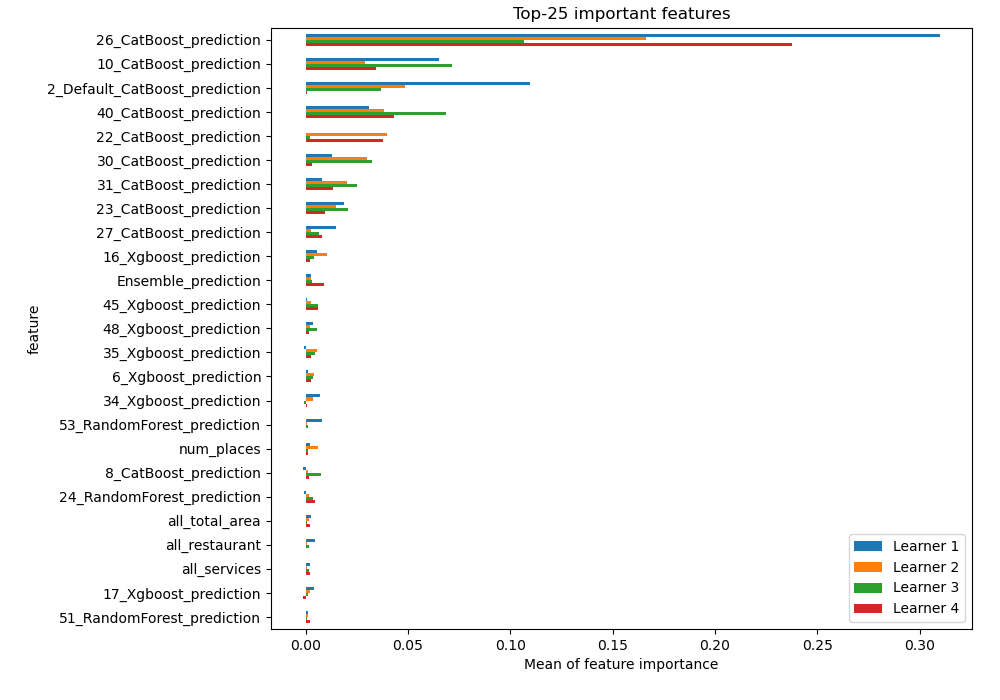 Top-25 important features
26_CatBoost_prediction
10_CatBoost_prediction
2_Default_CatBoost_prediction
40_CatBoost_prediction
22_CatBoost_prediction
30_CatBoost_prediction
31_CatBoost_prediction
23_CatBoost_prediction
27_CatBoost_prediction
16_Xgboost_prediction
Ensemble_prediction
45_Xgboost_prediction
48_Xgboost_prediction
35_Xgboost_prediction
6_Xgboost_prediction
34_Xgboost_prediction
53_RandomForest_prediction
num_places
8_CatBoost_prediction
24_RandomForest_prediction
all_total_area
all_restaurant
all_services
17_Xgboost_prediction
51_RandomForest_prediction
feature
Learner 1
Learner 2
Learner 3
Learner 4
0.00 0.05 0.10 0.15 0.20 0.25 0.30
Mean of feature importance